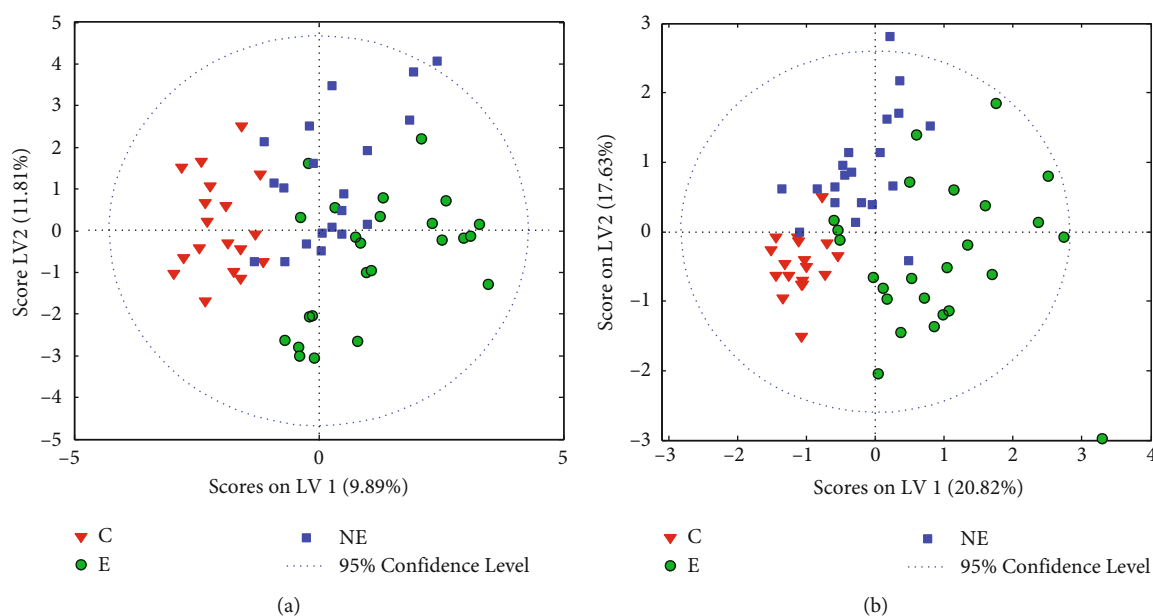 5
4
3
2
1
0
−1
−2
−3
−4
−5
−5
0
5
Score LV2 (11.81%)
Scores on LV 1 (9.89%)
C
E
NE
95% Confidence Level
(a)
3
2
1
0
−1
−2
−3
−3
−2
−1
0
1
2
3
4
Score on LV2 (17.63%)
Scores on LV 1 (20.82%)
C
E
NE
95% Confidence Level
(b)